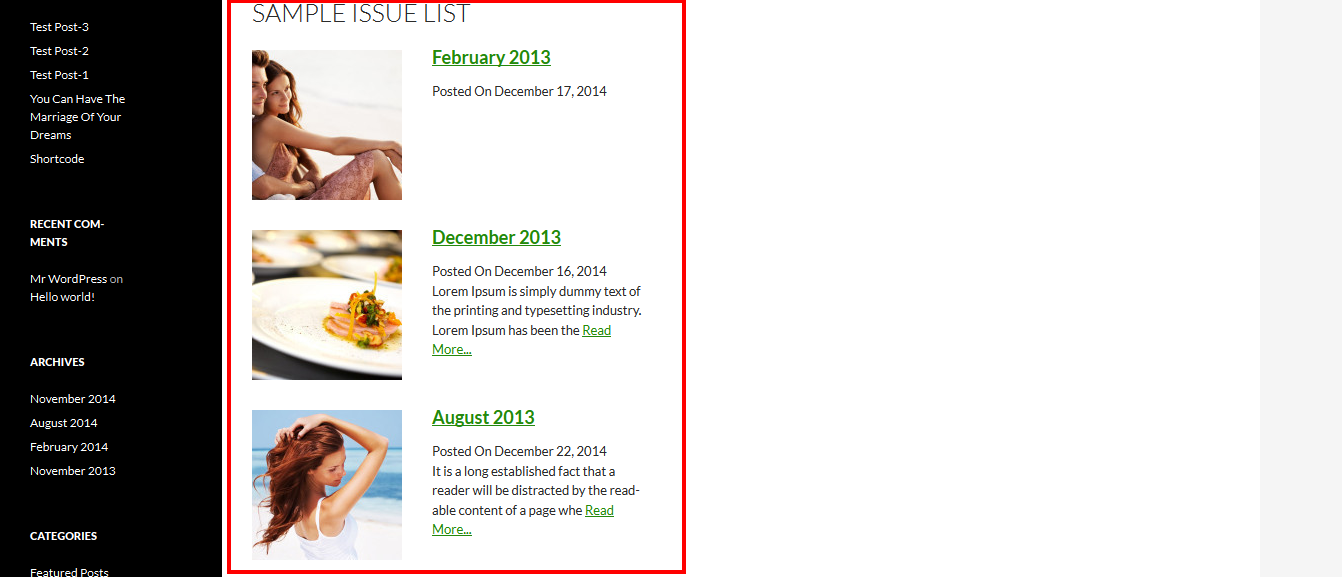 Test Post-3
Test Post-2
Test Post-1
You Can Have The
Marriage Of Your
Dreams
Shortcode
RECENT COM-
MENTS
Mr WordPress on
Hello world!
ARCHIVES
November 2014
August 2014
February 2014
November 2013
CATEGORIES
Featured Posts
SAMPLE ISSUE LIST
February 2013
Posted On December 17, 2014
December 2013
Posted On December 16, 2014
Lorem Ipsum is simply dummy text of
the printing and typesetting industry.
Lorem Ipsum has been the Read
More...
August 2013
Posted On December 22, 2014
It is a long established fact that a
reader will be distracted by the read-
able content of a page whe Read
More...